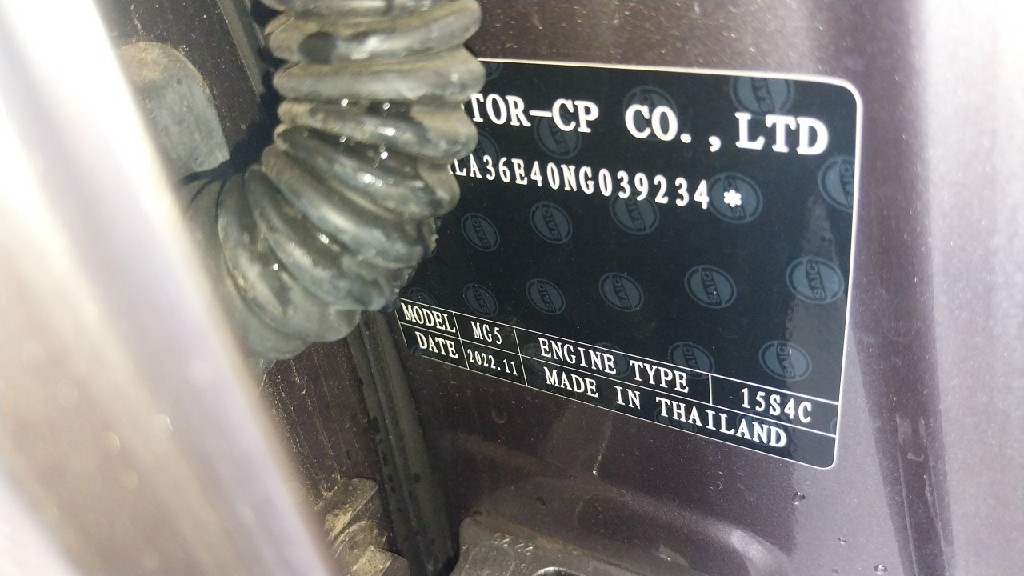 TOR-CP CO.,LTD
LA36E40NG039234*
MODEL MG5 ENGINE TYPE 15S4C
DATE 2022.11 MADE IN THAILAND